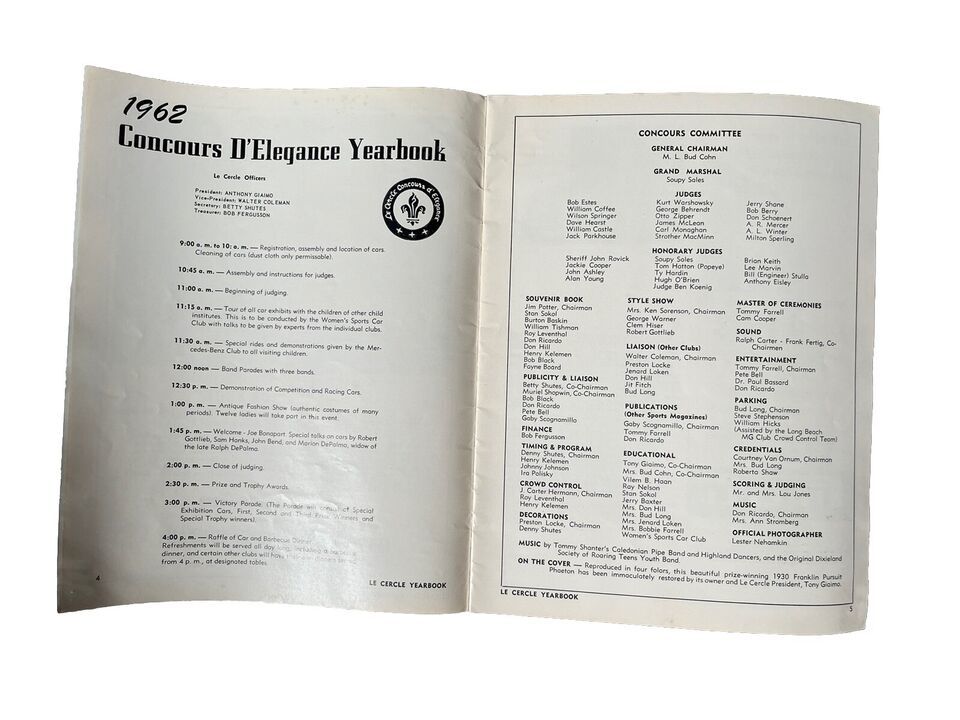 1962
Concours D'Elegance Yearbook
Le Cercle Officers
President: ANTHONY GIAIMO
Vice-President: WALTER COLEMAN
Secretary: BETTY SHUTES
Treasurer: BOB FERGUSSON
Le Cercle Concours d'Elegance
9:00 a. m. to 10: a. m. — Registration, assembly and location of cars.
Cleaning of cars (dust cloth only permissable).
10:45 a. m. — Assembly and instructions for judges.
11:00 a. m. — Beginning of judging.
11:15 a. m. — Tour of all car exhibits with the children of other child
institutes. This is to be conducted by the Women's Sports Car
Club with talks to be given by experts from the individual clubs.
11:30 a. m. — Special rides and demonstrations given by the Mer-
cedes-Benz Club to all visiting children.
12:00 noon — Band Parades with three bands.
12:30 p. m. — Demonstration of Competition and Racing Cars.
1:00 p. m. — Antique Fashion Show (authentic costumes of many
periods). Twelve ladies will take part in this event.
1:45 p. m. — Welcome - Joe Bonapart. Special talks on cars by Robert
Gottlieb, Sam Hanks, John Bend, and Marion DePalma, widow of
the late Ralph DePalma.
2:00 p. m. — Close of judging.
2:30 p. m. — Prize and Trophy Awards.
3:00 p. m. — Victory Parade. (The Parade will consist of Special
Exhibition Cars, First, Second and Third Prize Winners and
Special Trophy winners).
4:00 p. m. — Raffle of Car and Barbecue Dinner.
Refreshments will be served all day long, including a barbecue
dinner, and certain other clubs will have
from 4 p. m., at designated tables.
4
LE CERCLE YEARBOOK
CONCOURS COMMITTEE
GENERAL CHAIRMAN
M. L. Bud Cohn
GRAND MARSHAL
Soupy Sales
JUDGES
Bob Estes
William Coffee
Wilson Springer
Dave Hearst
William Castle
Jack Parkhouse
Kurt Warshowsky
George Behrendt
Otto Zipper
James McLean
Carl Monaghan
Strother MacMinn
Jerry Shane
Bob Berry
Don Schoenert
A. R. Mercer
A. L. Winter
Milton Sperling
HONORARY JUDGES
Sheriff John Rovick
Jackie Cooper
John Ashley
Alan Young
Soupy Sales
Tom Hatton (Popeye)
Ty Hardin
Hugh O'Brien
Judge Ben Koenig
Brian Keith
Lee Marvin
Bill (Engineer) Stulla
Anthony Eisley
SOUVENIR BOOK
Jim Potter, Chairman
Stan Sokol
Burton Baskin
William Tishman
Roy Leventhal
Don Ricardo
Don Hill
Henry Kelemen
Bob Black
Fayne Board
PUBLICITY & LIAISON
Betty Shutes, Co-Chairman
Muriel Shopwin, Co-Chairman
Bob Black
Don Ricardo
Pete Bell
Gaby Scognamillo
FINANCE
Bob Fergusson
TIMING & PROGRAM
Denny Shutes, Chairman
Henry Kelemen
Johnny Johnson
Ira Polisky
CROWD CONTROL
J. Carter Hermann, Chairman
Roy Leventhal
Henry Kelemen
DECORATIONS
Preston Locke, Chairman
Denny Shutes
STYLE SHOW
Mrs. Ken Sorenson, Chairman
George Warner
Clem Hiser
Robert Gottlieb
LIAISON (Other Clubs)
Walter Coleman, Chairman
Preston Locke
Jenard Loken
Don Hill
Jit Fitch
Bud Long
PUBLICATIONS
(Other Sports Magazines)
Gaby Scognamillo, Chairman
Tommy Farrell
Don Ricardo
EDUCATIONAL
Tony Giaimo, Co-Chairman
Mrs. Bud Cohn, Co-Chairman
Vilem B. Haan
Ray Nelson
Stan Sokol
Jerry Baxter
Mrs. Don Hill
Mrs. Bud Long
Mrs. Jenard Loken
Mrs. Bobbie Farrell
Women's Sports Car Club
MASTER OF CEREMONIES
Tommy Farrell
Cam Cooper
SOUND
Ralph Carter - Frank Fertig, Co-
Chairmen
ENTERTAINMENT
Tommy Farrell, Chairman
Pete Bell
Dr. Paul Bassard
Don Ricardo
PARKING
Bud Long, Chairman
Steve Stephenson
William Hicks
(Assisted by the Long Beach
MG Club Crowd Control Team)
CREDENTIALS
Courtney Van Ornum, Chairman
Mrs. Bud Long
Roberta Shaw
SCORING & JUDGING
Mr. and Mrs. Lou Jones
MUSIC
Don Ricardo, Chairman
Mrs. Ann Stromberg
OFFICIAL PHOTOGRAPHER
Lester Nehamkin
MUSIC by Tommy Shanter's Caledonian Pipe Band and Highland Dancers, and the Original Dixieland
Society of Roaring Teens Youth Band.
ON THE COVER — Reproduced in four folors, this beautiful prize-winning 1930 Franklin Pursuit
Phaeton has been immaculately restored by its owner and Le Cercle President, Tony Giaimo.
LE CERCLE YEARBOOK
5